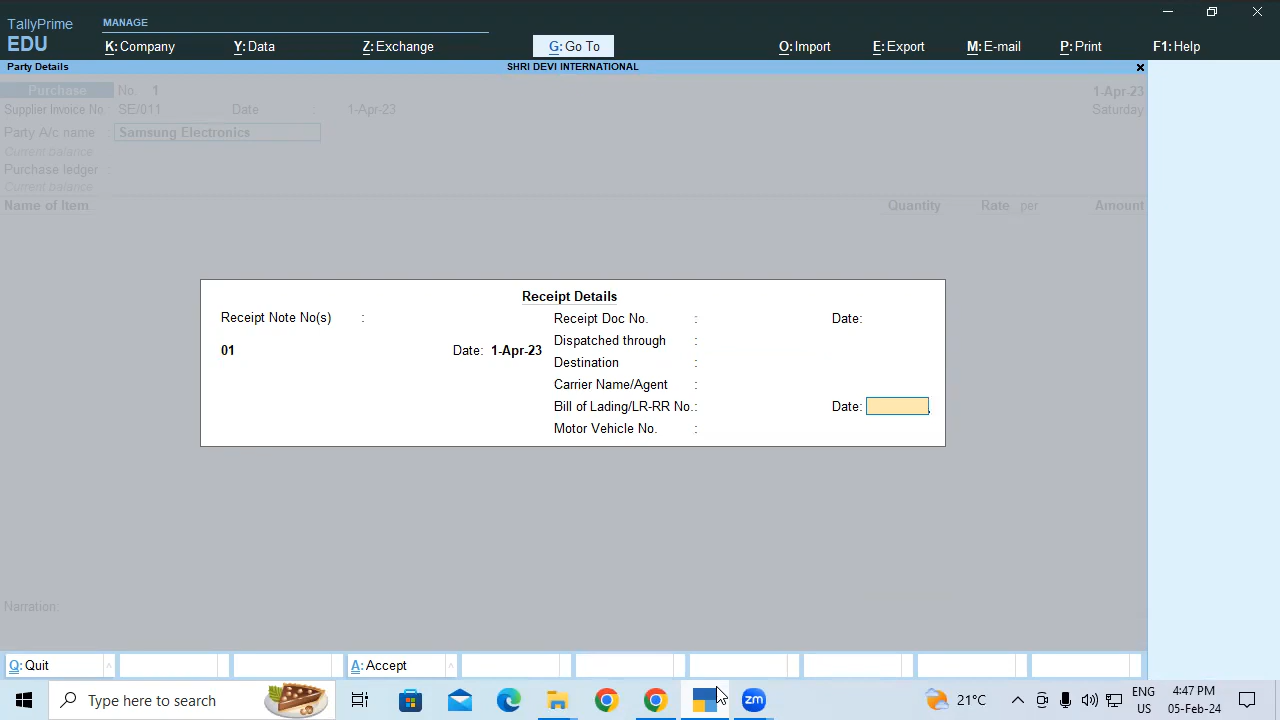 TallyPrime
EDU
MANAGE
K:Company
Y:Data
Z:Exchange
G:Go To
O:Import
E:Export
M:E-mail
P:Print
F1:Help
Party Details
SHRI DEVI INTERNATIONAL
Purchase No. 1 1-Apr-23
Supplier Invoice No. SE/011 Date : 1-Apr-23 Saturday
Party A/c name : Samsung Electronics
Current balance
Purchase ledger :
Current balance
Name of Item Quantity Rate per Amount
Receipt Details
Receipt Note No(s) :
01 Date: 1-Apr-23
Receipt Doc No. : Date:
Dispatched through :
Destination :
Carrier Name/Agent :
Bill of Lading/LR-RR No.: Date:
Motor Vehicle No. :
Narration:
Q:Quit
A:Accept
Type here to search
zm
21°C
ENG
US
4:47 PM
05-Feb-24